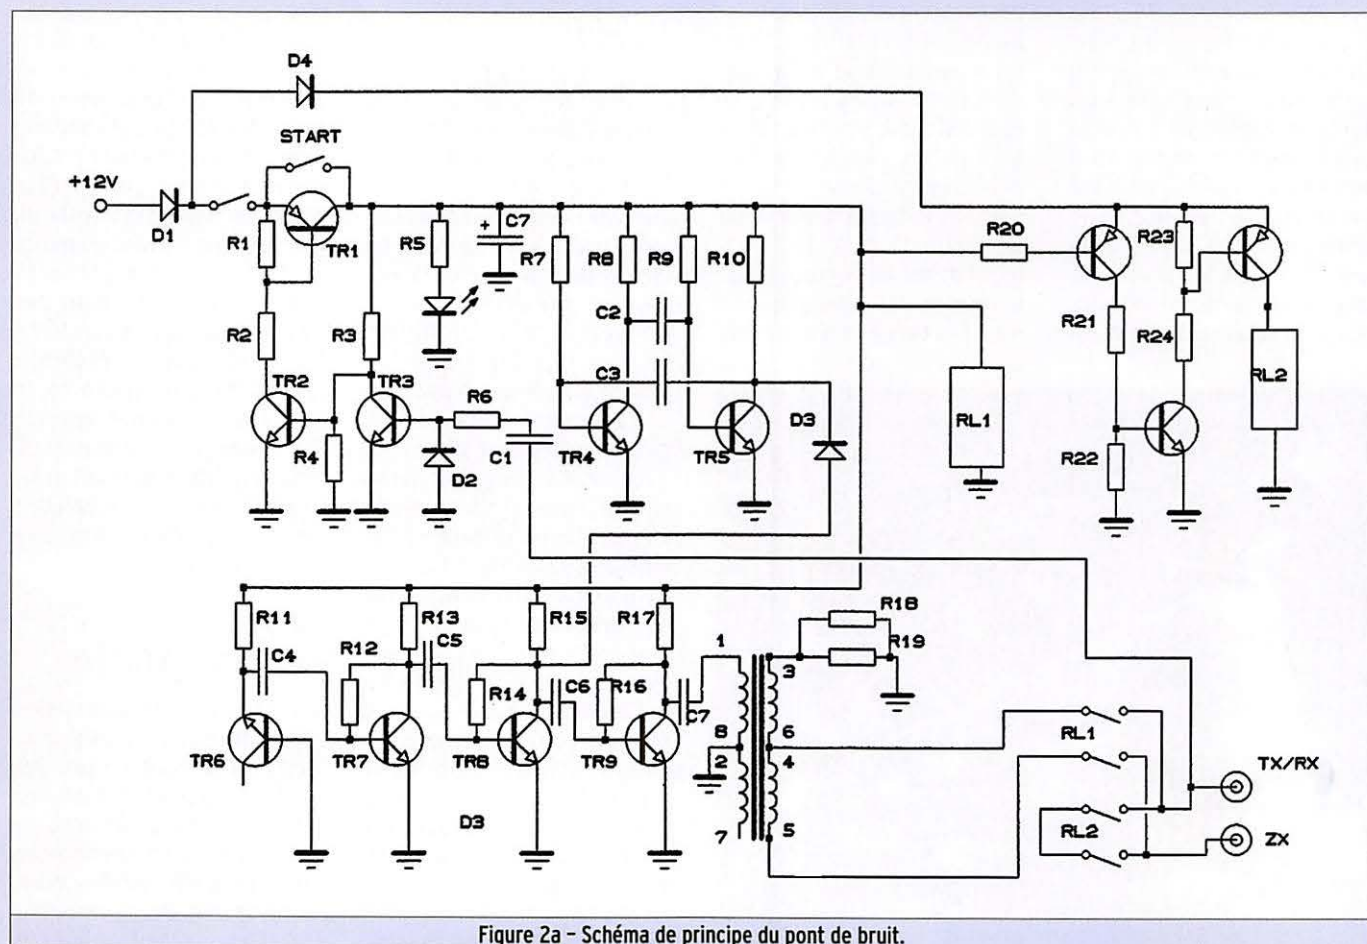 D4
START
+12V
D1
R1
TR1
R5
C7
R7
R8
R9
R10
R20
R23
R2
R3
C2
C3
R21
R24
RL2
TR2
TR3
R6
R4
C1
D2
TR4
TR5
D3
RL1
R22
R11
R13
R15
R17
R18
R19
C4
R12
C5
R14
C6
R16
C7
1
3
8
6
2
4
7
5
TR6
TR7
TR8
TR9
D3
RL1
RL2
TX/RX
ZX
Figure 2a – Schéma de principe du pont de bruit.